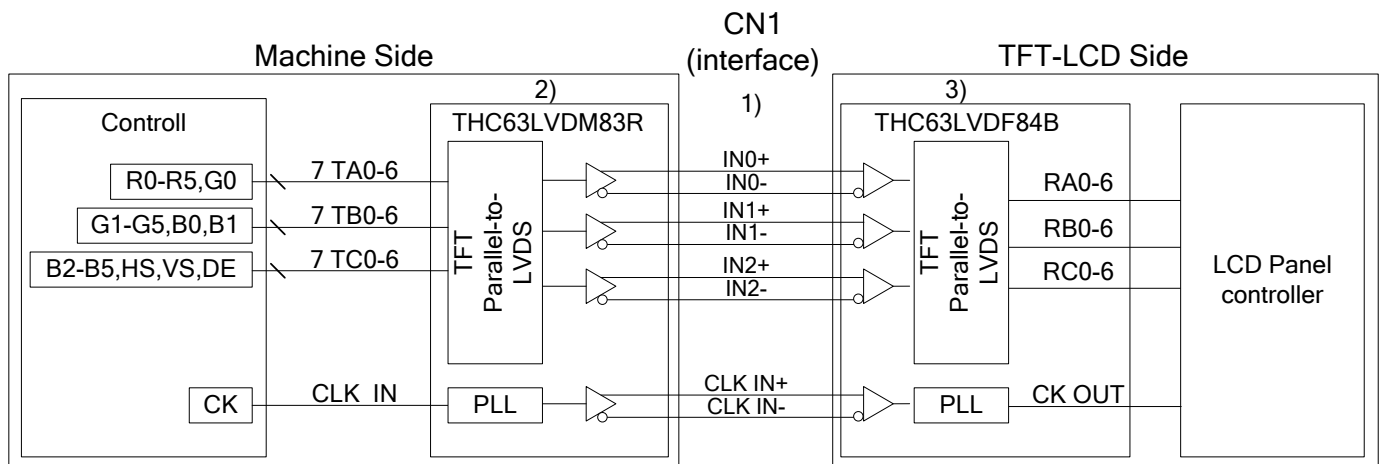 CN1
(interface)
Machine Side
TFT-LCD Side
2)
1)
3)
Controll
THC63LVDM83R
THC63LVDF84B
R0-R5,G0
7 TA0-6
G1-G5,B0,B1
7 TB0-6
B2-B5,HS,VS,DE
7 TC0-6
TFT
Parallel-to-
LVDS
IN0+
IN0-
IN1+
IN1-
IN2+
IN2-
TFT
Parallel-to-
LVDS
RA0-6
RB0-6
RC0-6
LCD Panel
controller
CK
CLK IN
PLL
CLK IN+
CLK IN-
PLL
CK OUT